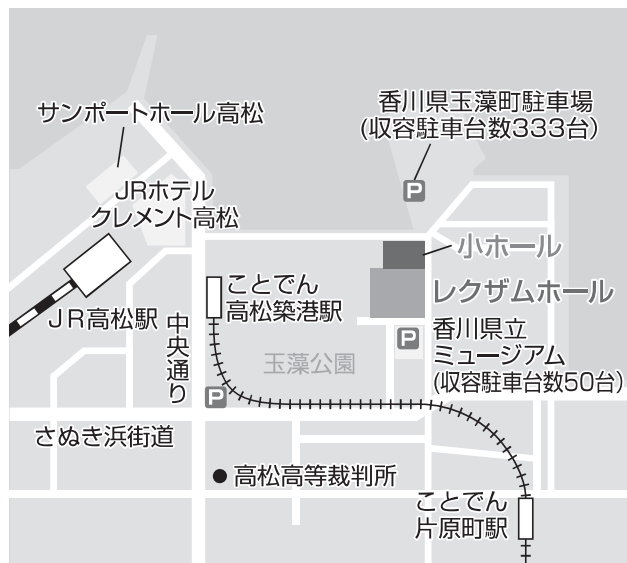 サンポートホール高松
香川県玉藻町駐車場
(収容駐車台数333台)
P
JRホテル
クレメント高松
小ホール
レクザムホール
ことでん
高松築港駅
JR高松駅
中央通り
P
香川県立
ミュージアム
(収容駐車台数50台)
玉藻公園
P
さぬき浜街道
高松高等裁判所
ことでん
片原町駅